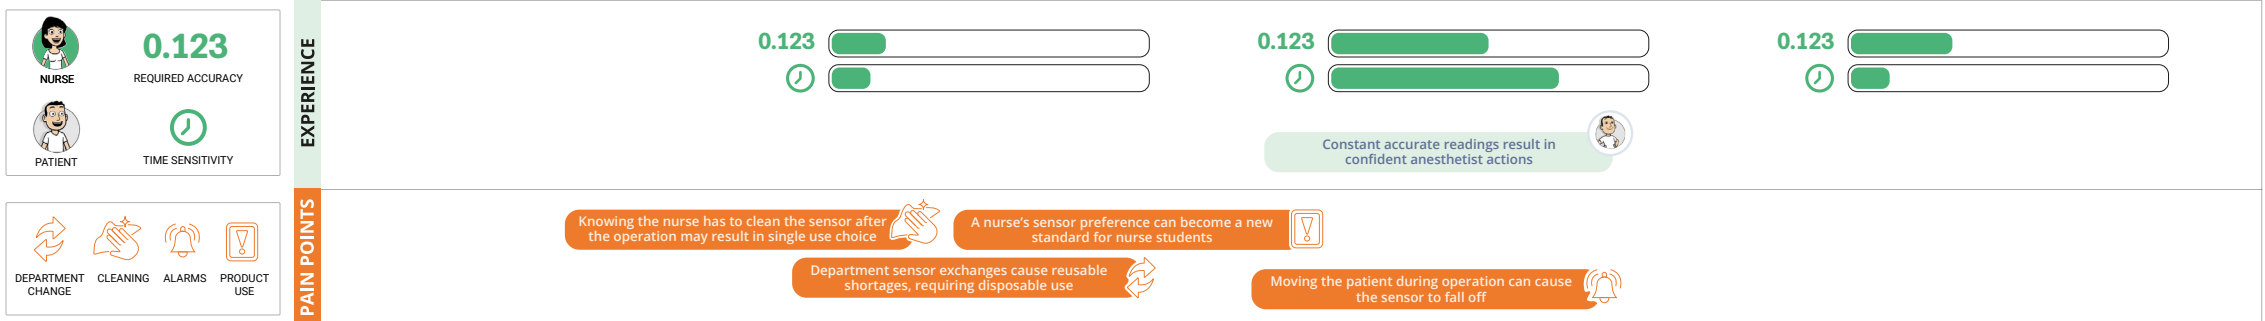 0.123
NURSE
REQUIRED ACCURACY
PATIENT
TIME SENSITIVITY
EXPERIENCE
0.123
0.123
0.123
Constant accurate readings result in
confident anesthetist actions
DEPARTMENT
CHANGE
CLEANING
ALARMS
PRODUCT
USE
PAIN POINTS
Knowing the nurse has to clean the sensor after
the operation may result in single use choice
A nurse's sensor preference can become a new
standard for nurse students
Department sensor exchanges cause reusable
shortages, requiring disposable use
Moving the patient during operation can cause
the sensor to fall off